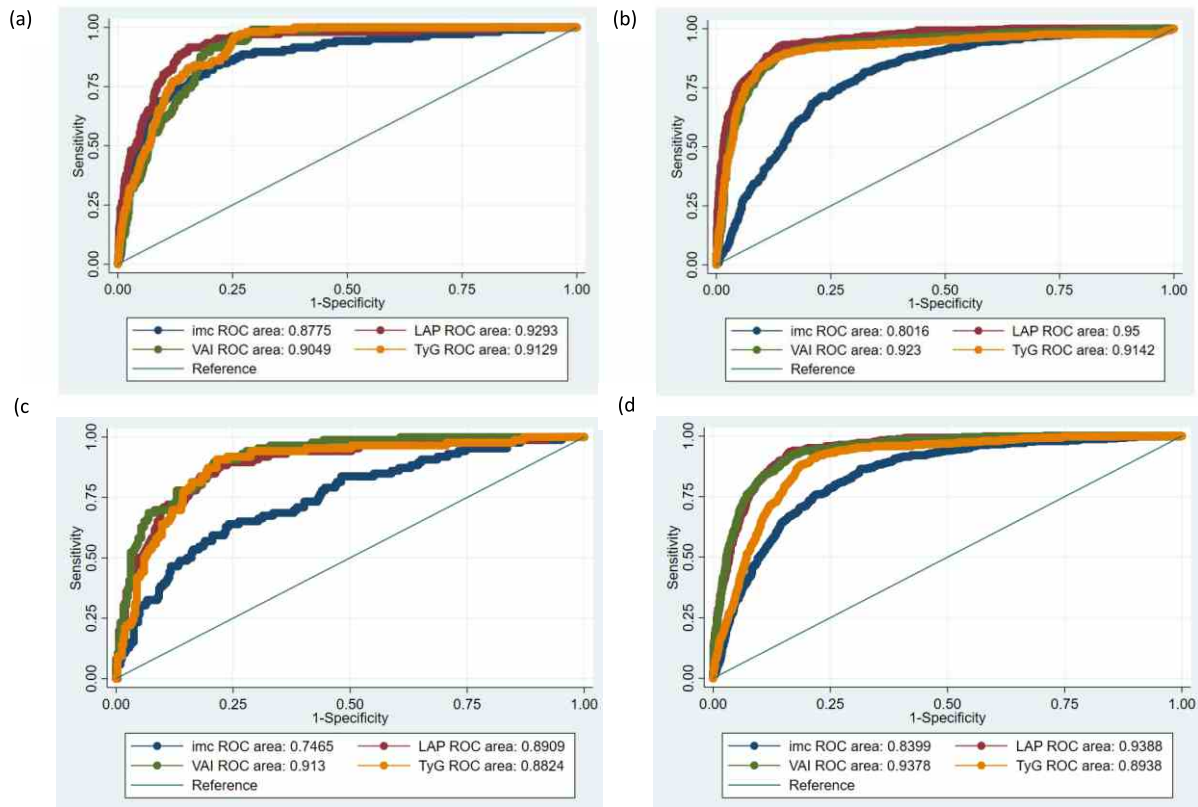 (a)
1.00
0.75
0.50
0.25
0.00
Sensitivity
0.00 0.25 0.50 0.75 1.00
1-Specificity
imc ROC area: 0.8775 LAP ROC area: 0.9293
VAI ROC area: 0.9049 TyG ROC area: 0.9129
Reference
(b)
1.00
0.75
0.50
0.25
0.00
Sensitivity
0.00 0.25 0.50 0.75 1.00
1-Specificity
imc ROC area: 0.8016 LAP ROC area: 0.95
VAI ROC area: 0.923 TyG ROC area: 0.9142
Reference
(c)
1.00
0.75
0.50
0.25
0.00
Sensitivity
0.00 0.25 0.50 0.75 1.00
1-Specificity
imc ROC area: 0.7465 LAP ROC area: 0.8909
VAI ROC area: 0.913 TyG ROC area: 0.8824
Reference
(d)
1.00
0.75
0.50
0.25
0.00
Sensitivity
0.00 0.25 0.50 0.75 1.00
1-Specificity
imc ROC area: 0.8399 LAP ROC area: 0.9388
VAI ROC area: 0.9378 TyG ROC area: 0.8938
Reference